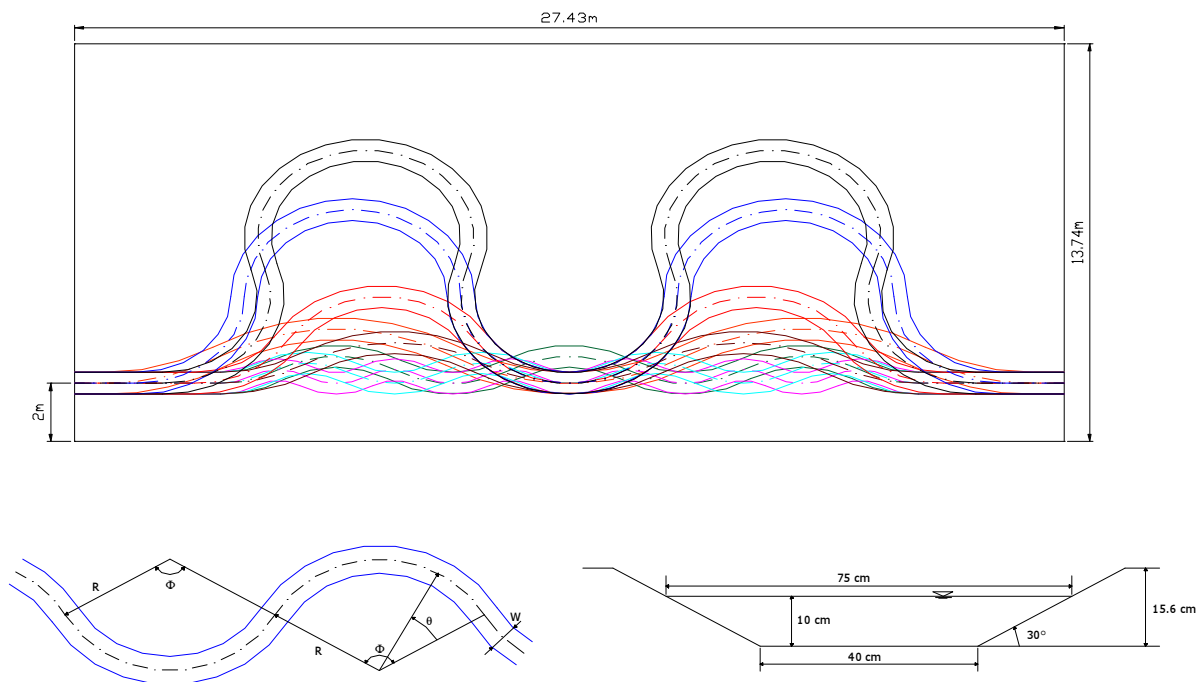 27.43m
13.74m
2m
R
Φ
R
Φ
θ
W
75 cm
10 cm
15.6 cm
30°
40 cm